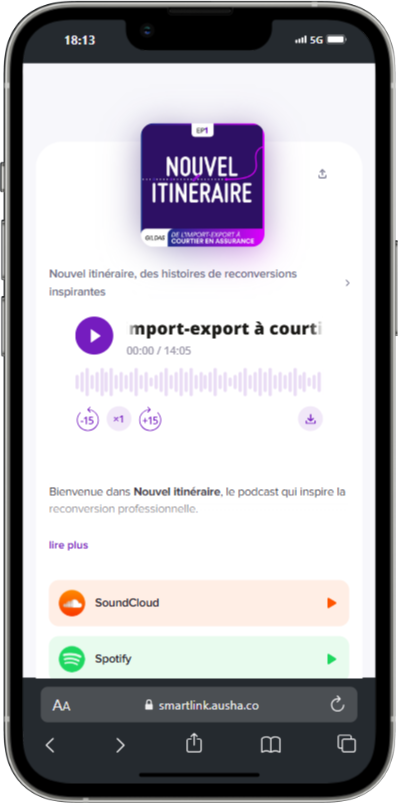 18:13
5G
EP1
NOUVEL
ITINÉRAIRE
GILDAS
DE L'IMPORT-EXPORT À
COURTIER EN ASSURANCE
Nouvel itinéraire, des histoires de reconversions
inspirantes
mport-export à courti
00:00 / 14:05
-15
×1
+15
Bienvenue dans Nouvel itinéraire, le podcast qui inspire la
reconversion professionnelle.
lire plus
SoundCloud
Spotify
AA
smartlink.ausha.co